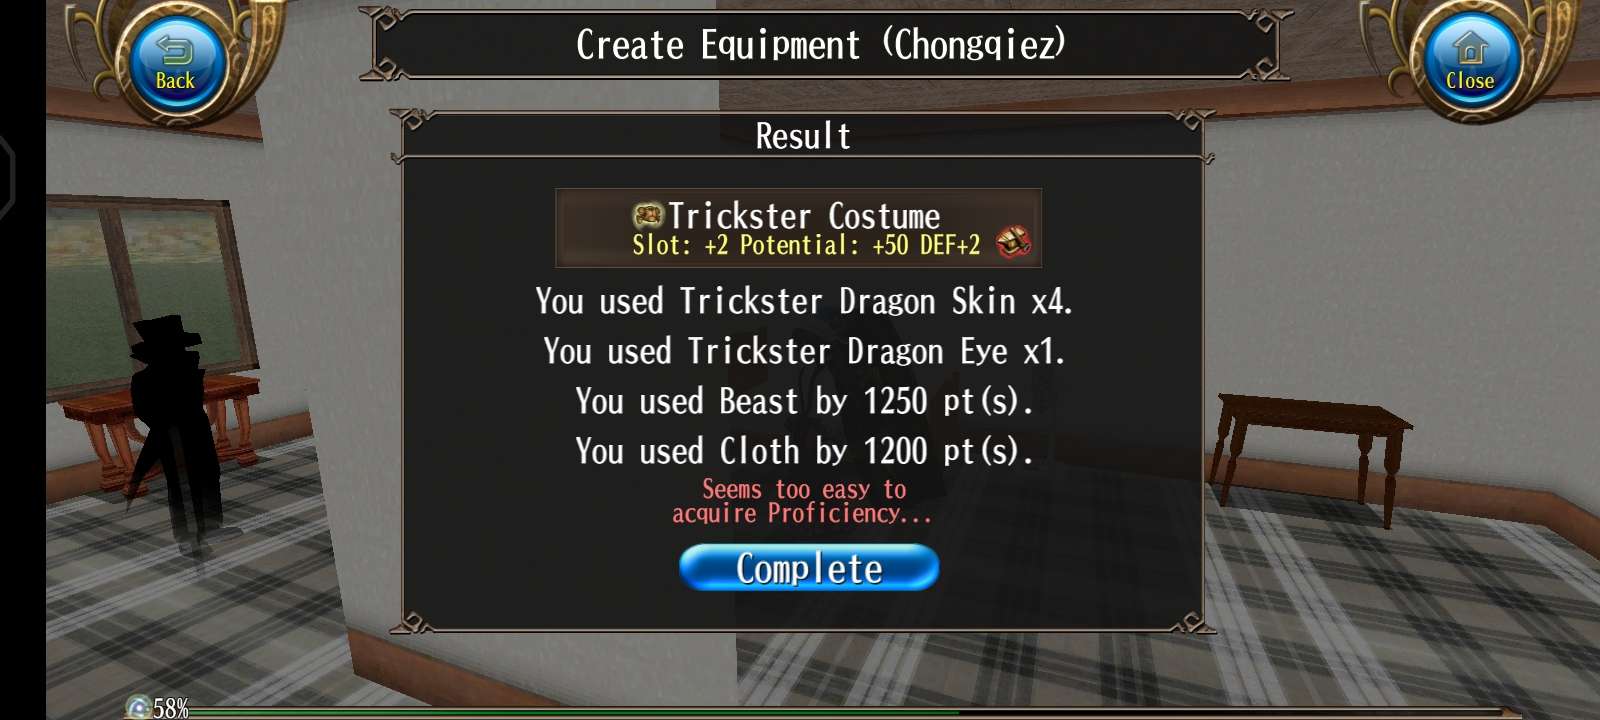 Back
Create Equipment (Chongqiez)
Close
Result
Trickster Costume
Slot: +2 Potential: +50 DEF+2
You used Trickster Dragon Skin x4.
You used Trickster Dragon Eye x1.
You used Beast by 1250 pt(s).
You used Cloth by 1200 pt(s).
Seems too easy to
acquire Proficiency...
Complete
58%